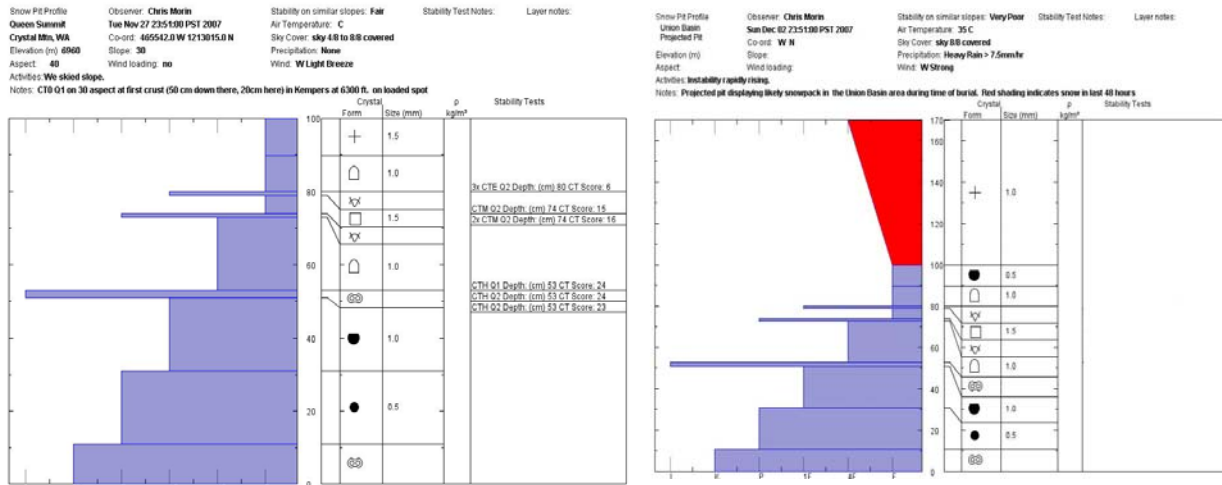 Snow Pit Profile Observer: Chris Morin Stability on similar slopes: Fair Stability Test Notes: Layer notes:
Queen Summit Tue Nov 27 23:51:00 PST 2007 Air Temperature: C
Crystal Mtn, WA Co-ord: 465542.0 W 1213015.0 N Sky Cover: sky 4/8 to 8/8 covered
Elevation (m) 6960 Slope: 30 Precipitation: None
Aspect: 40 Wind loading: no Wind: W Light Breeze
Activities: We skied slope.
Notes: CT0 Q1 on 30 aspect at first crust (50 cm down there, 20cm here) in Kempers at 6300 ft. on loaded spot
Crystal ρ Stability Tests
Form Size (mm) kg/m³
100
1.5
1.0
80
3x CTE Q2 Depth: (cm) 80 CT Score: 6
CTM Q2 Depth: (cm) 74 CT Score: 15
1.5
2x CTM Q2 Depth: (cm) 74 CT Score: 16
60
1.0
CTH Q1 Depth: (cm) 53 CT Score: 24
CTH Q2 Depth: (cm) 53 CT Score: 24
CTH Q2 Depth: (cm) 53 CT Score: 23
40
1.0
20
0.5
0
Snow Pit Profile Observer: Chris Morin Stability on similar slopes: Very Poor Stability Test Notes: Layer notes:
Union Basin Sun Dec 02 23:51:00 PST 2007 Air Temperature: 35 C
Projected Pit Co-ord: W N Sky Cover: sky 8/8 covered
Elevation (m) Slope: Precipitation: Heavy Rain > 7.5mm/hr
Aspect: Wind loading: Wind: W Strong
Activities: Instability rapidly rising.
Notes: Projected pit displaying likely snowpack in the Union Basin area during time of burial. Red shading indicates snow in last 48 hours
Crystal ρ Stability Tests
Form Size (mm) kg/m³
170
140
1.0
120
100
0.5
80
1.0
1.5
60
1.0
40
1.0
20
0.5
0
I K P 1F 4F F